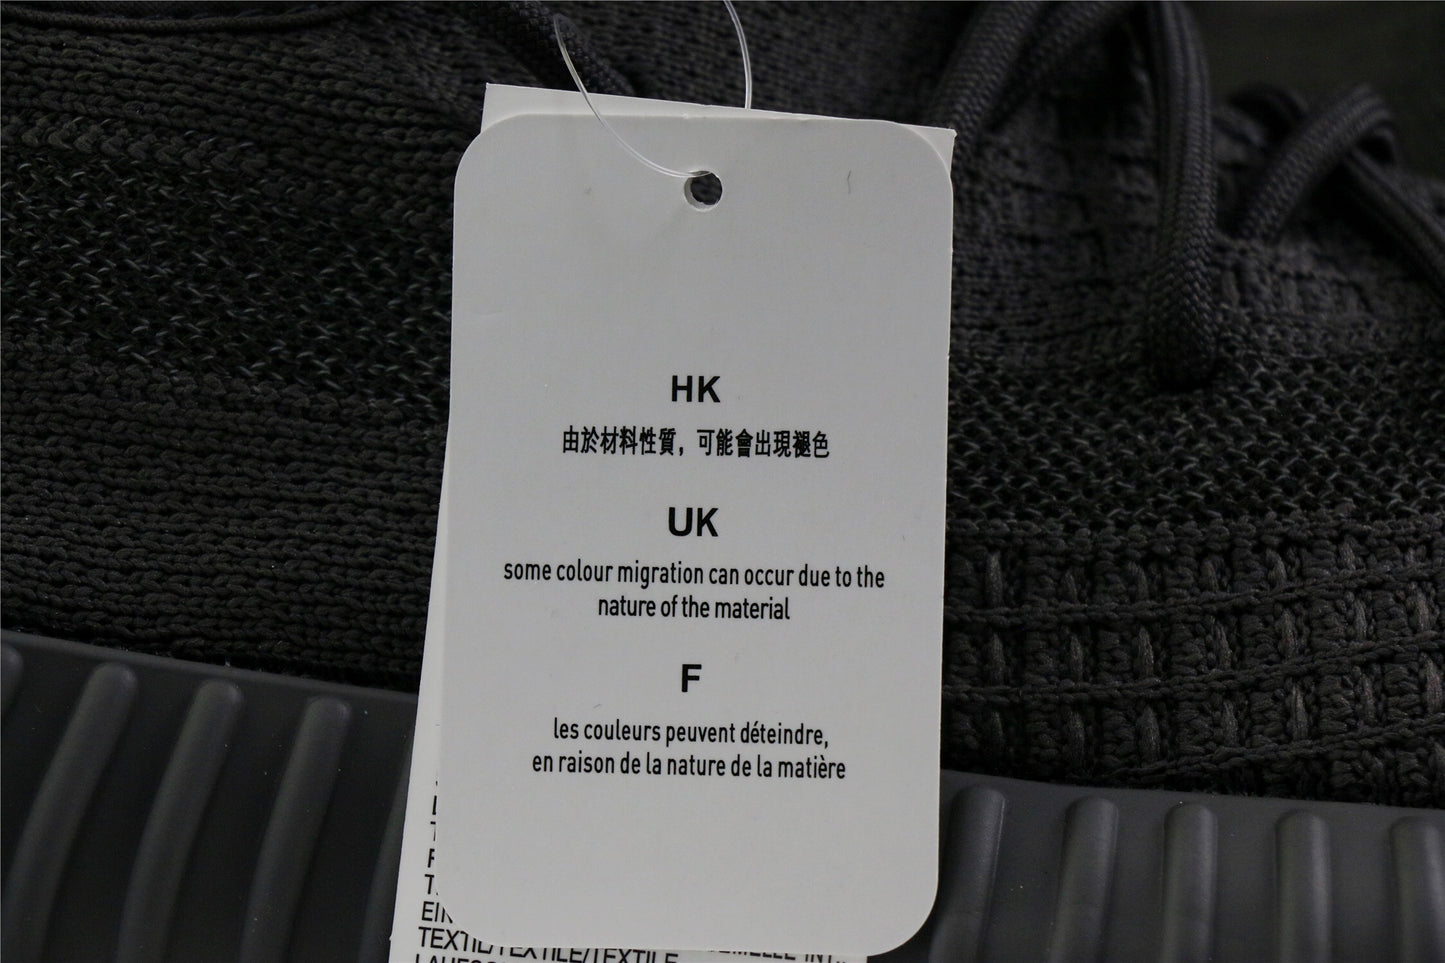 HK
由於材料性質，可能會出現褪色
UK
some colour migration can occur due to the
nature of the material
F
les couleurs peuvent déteindre,
en raison de la nature de la matière
TEXTIL/TEXTILE/TEXTILE